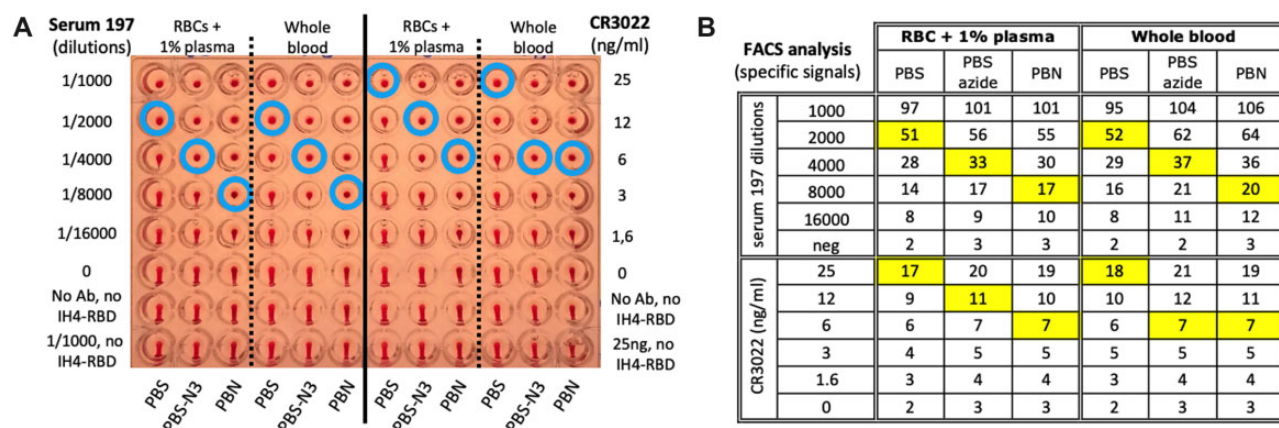 A
Serum 197
(dilutions)
RBCs +
1% plasma
Whole
blood
RBCs +
1% plasma
Whole
blood
CR3022
(ng/ml)
1/1000
25
1/2000
12
1/4000
6
1/8000
3
1/16000
1,6
0
0
No Ab, no
IH4-RBD
No Ab, no
IH4-RBD
1/1000, no
IH4-RBD
25ng, no
IH4-RBD
PBS
PBS-N3
PBN
PBS
PBS-N3
PBN
PBS
PBS-N3
PBN
PBS
PBS-N3
PBN
B
FACS analysis
(specific signals)
RBC + 1% plasma
Whole blood
PBS
PBS
azide
PBN
PBS
PBS
azide
PBN
serum 197 dilutions
1000 97 101 101 95 104 106
2000 51 56 55 52 62 64
4000 28 33 30 29 37 36
8000 14 17 17 16 21 20
16000 8 9 10 8 11 12
neg 2 3 3 2 2 3
CR3022 (ng/ml)
25 17 20 19 18 21 19
12 9 11 10 10 12 11
6 6 7 7 6 7 7
3 4 5 5 5 5 5
1.6 3 4 4 3 4 4
0 2 3 3 2 3 3